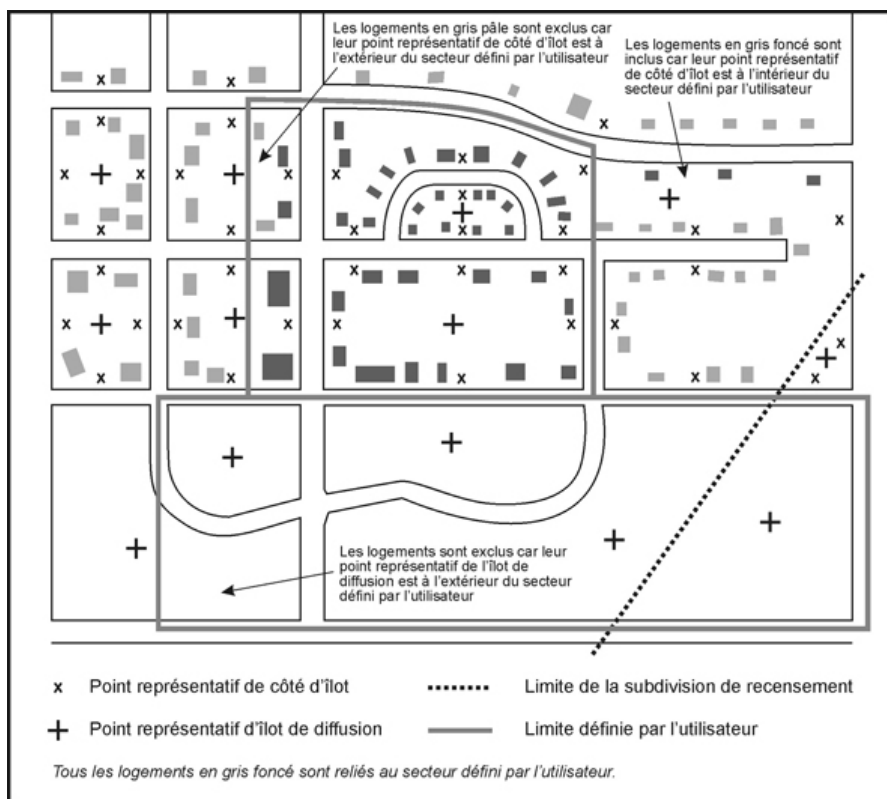 Les logements en gris pâle sont exclus car
leur point représentatif de côté d'îlot est à
l'extérieur du secteur défini par l'utilisateur
Les logements en gris foncé sont
inclus car leur point représentatif
de côté d'îlot est à l'intérieur du
secteur défini par l'utilisateur
Les logements sont exclus car leur
point représentatif de l'îlot de
diffusion est à l'extérieur du secteur
défini par l'utilisateur
x Point représentatif de côté d'îlot
Limite de la subdivision de recensement
+ Point représentatif d'îlot de diffusion
Limite définie par l'utilisateur
Tous les logements en gris foncé sont reliés au secteur défini par l'utilisateur.